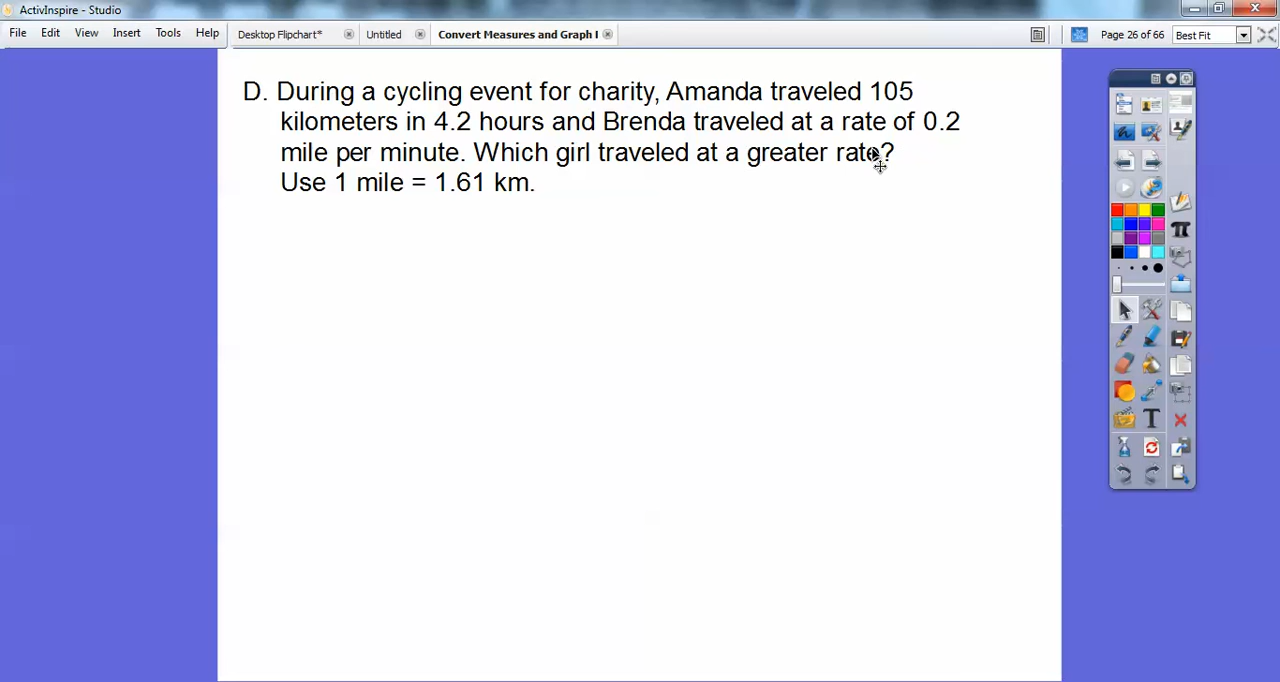 ActivInspire - Studio
File Edit View Insert Tools Help
Desktop Flipchart* Untitled Convert Measures and Graph I
Page 26 of 66 Best Fit
D. During a cycling event for charity, Amanda traveled 105
kilometers in 4.2 hours and Brenda traveled at a rate of 0.2
mile per minute. Which girl traveled at a greater rate?
Use 1 mile = 1.61 km.